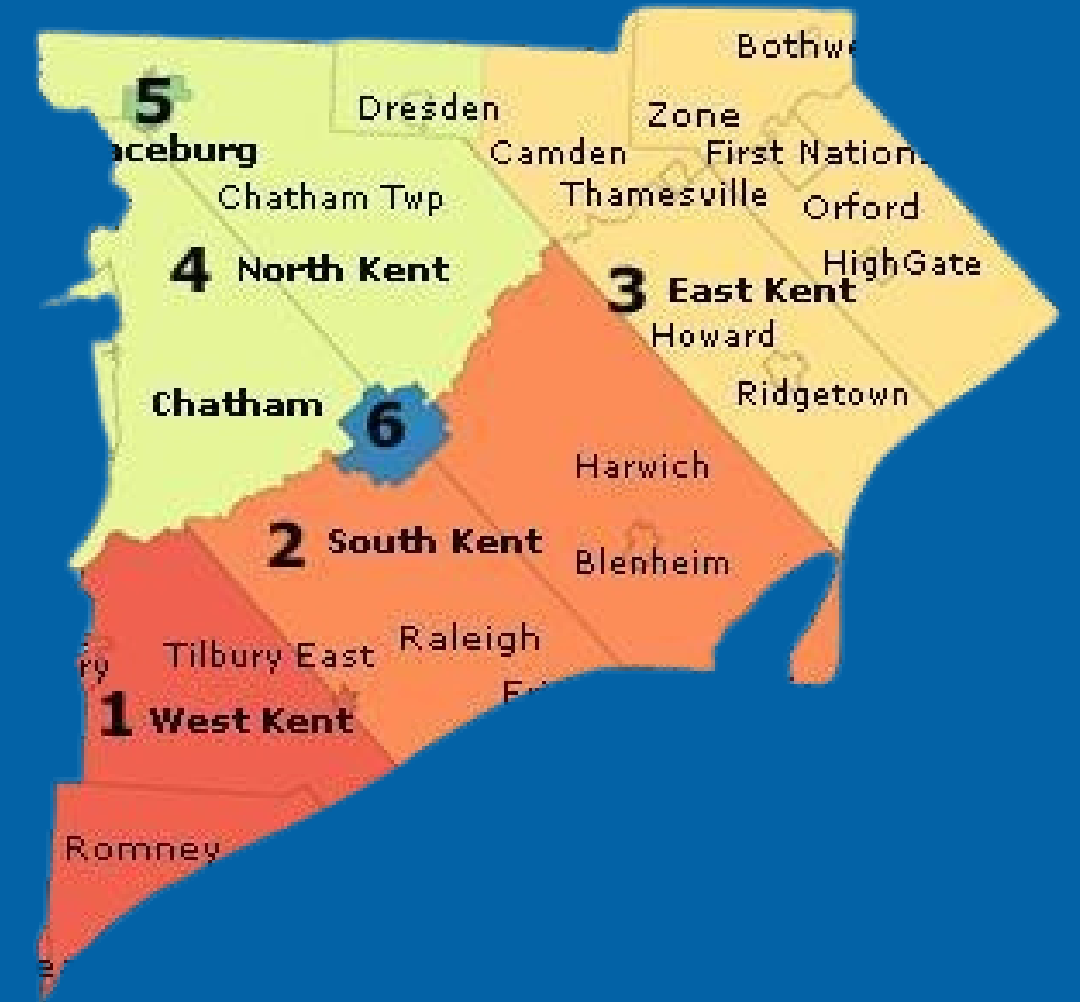 Bothwe
5
Dresden
Zone
aceburg
Camden
First Nation
Chatham Twp
Thamesville
Orford
4 North Kent
HighGate
3 East Kent
Howard
Chatham
6
Ridgetown
Harwich
2 South Kent
Blenheim
Raleigh
Tilbury East
ry
1 West Kent
Romney